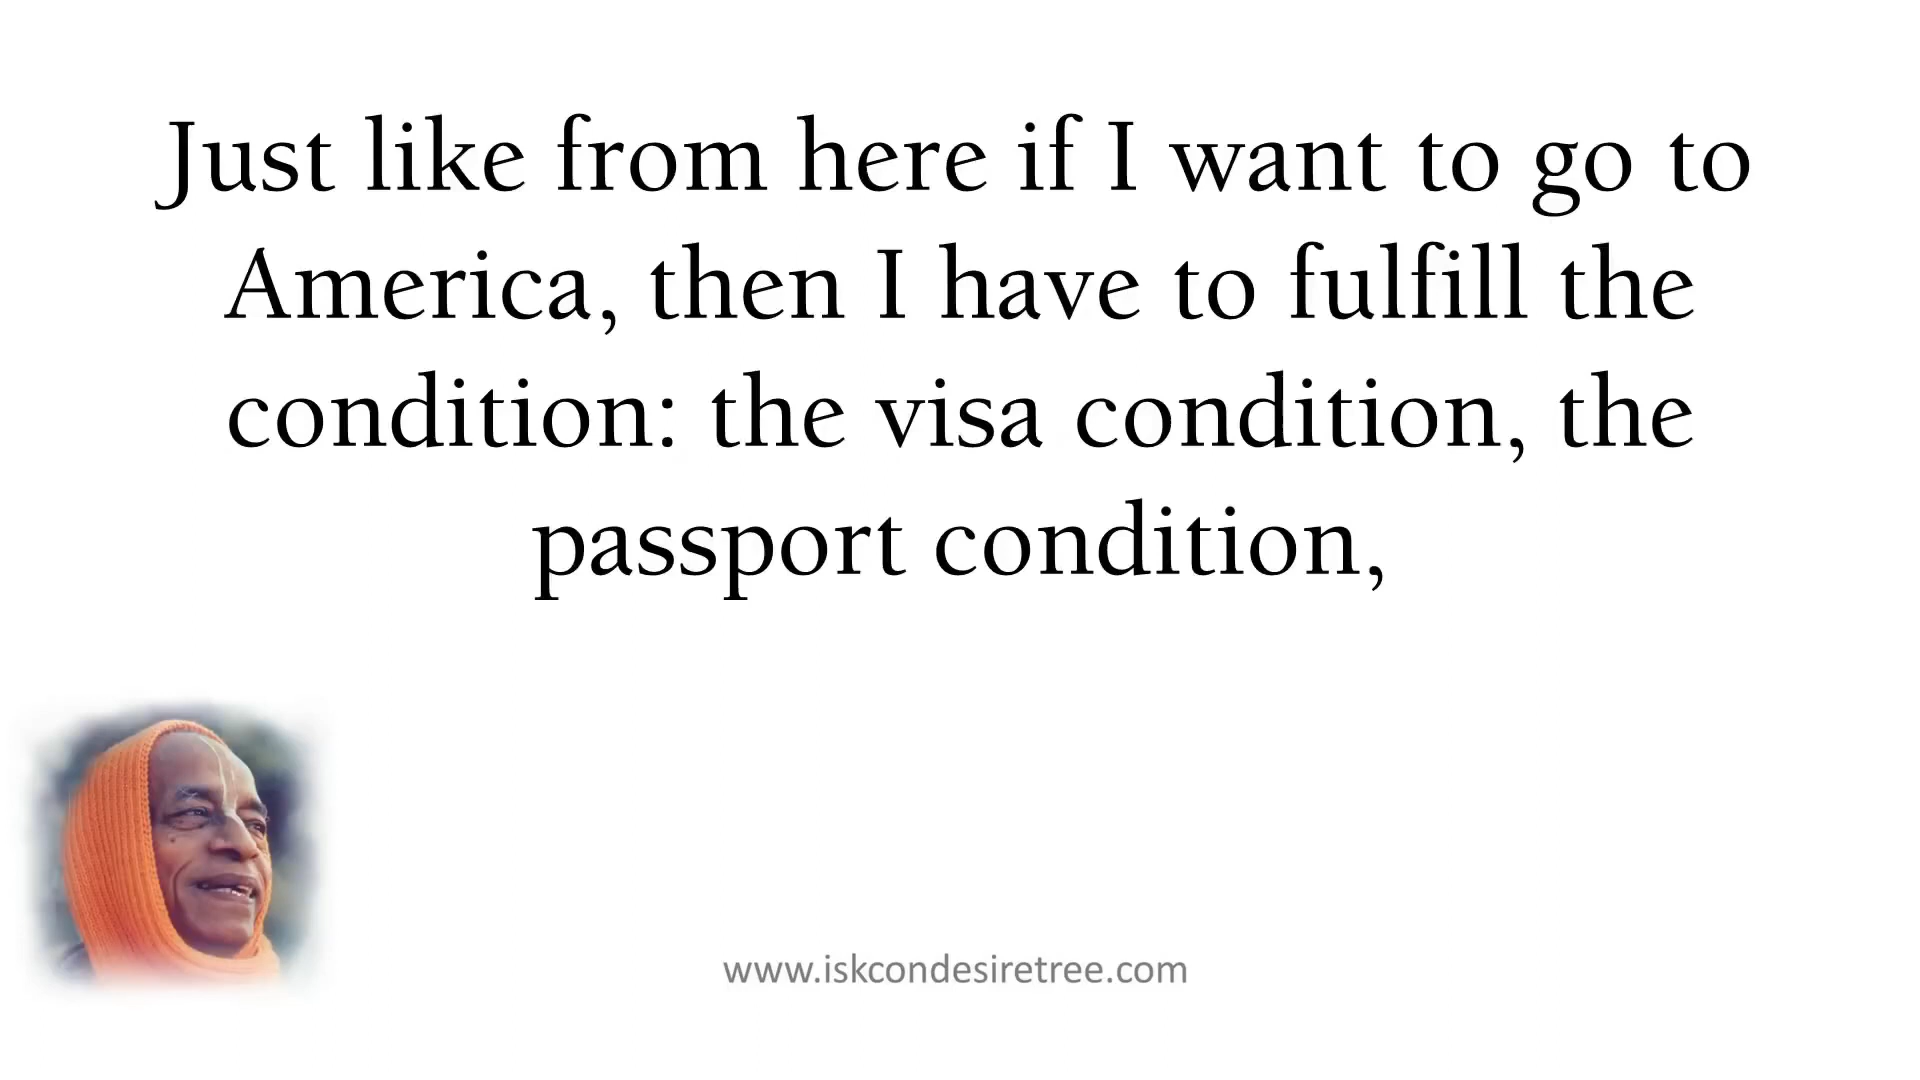 Just like from here if I want to go to
America, then I have to fulfill the
condition: the visa condition, the
passport condition,
www.iskcondesiretree.com